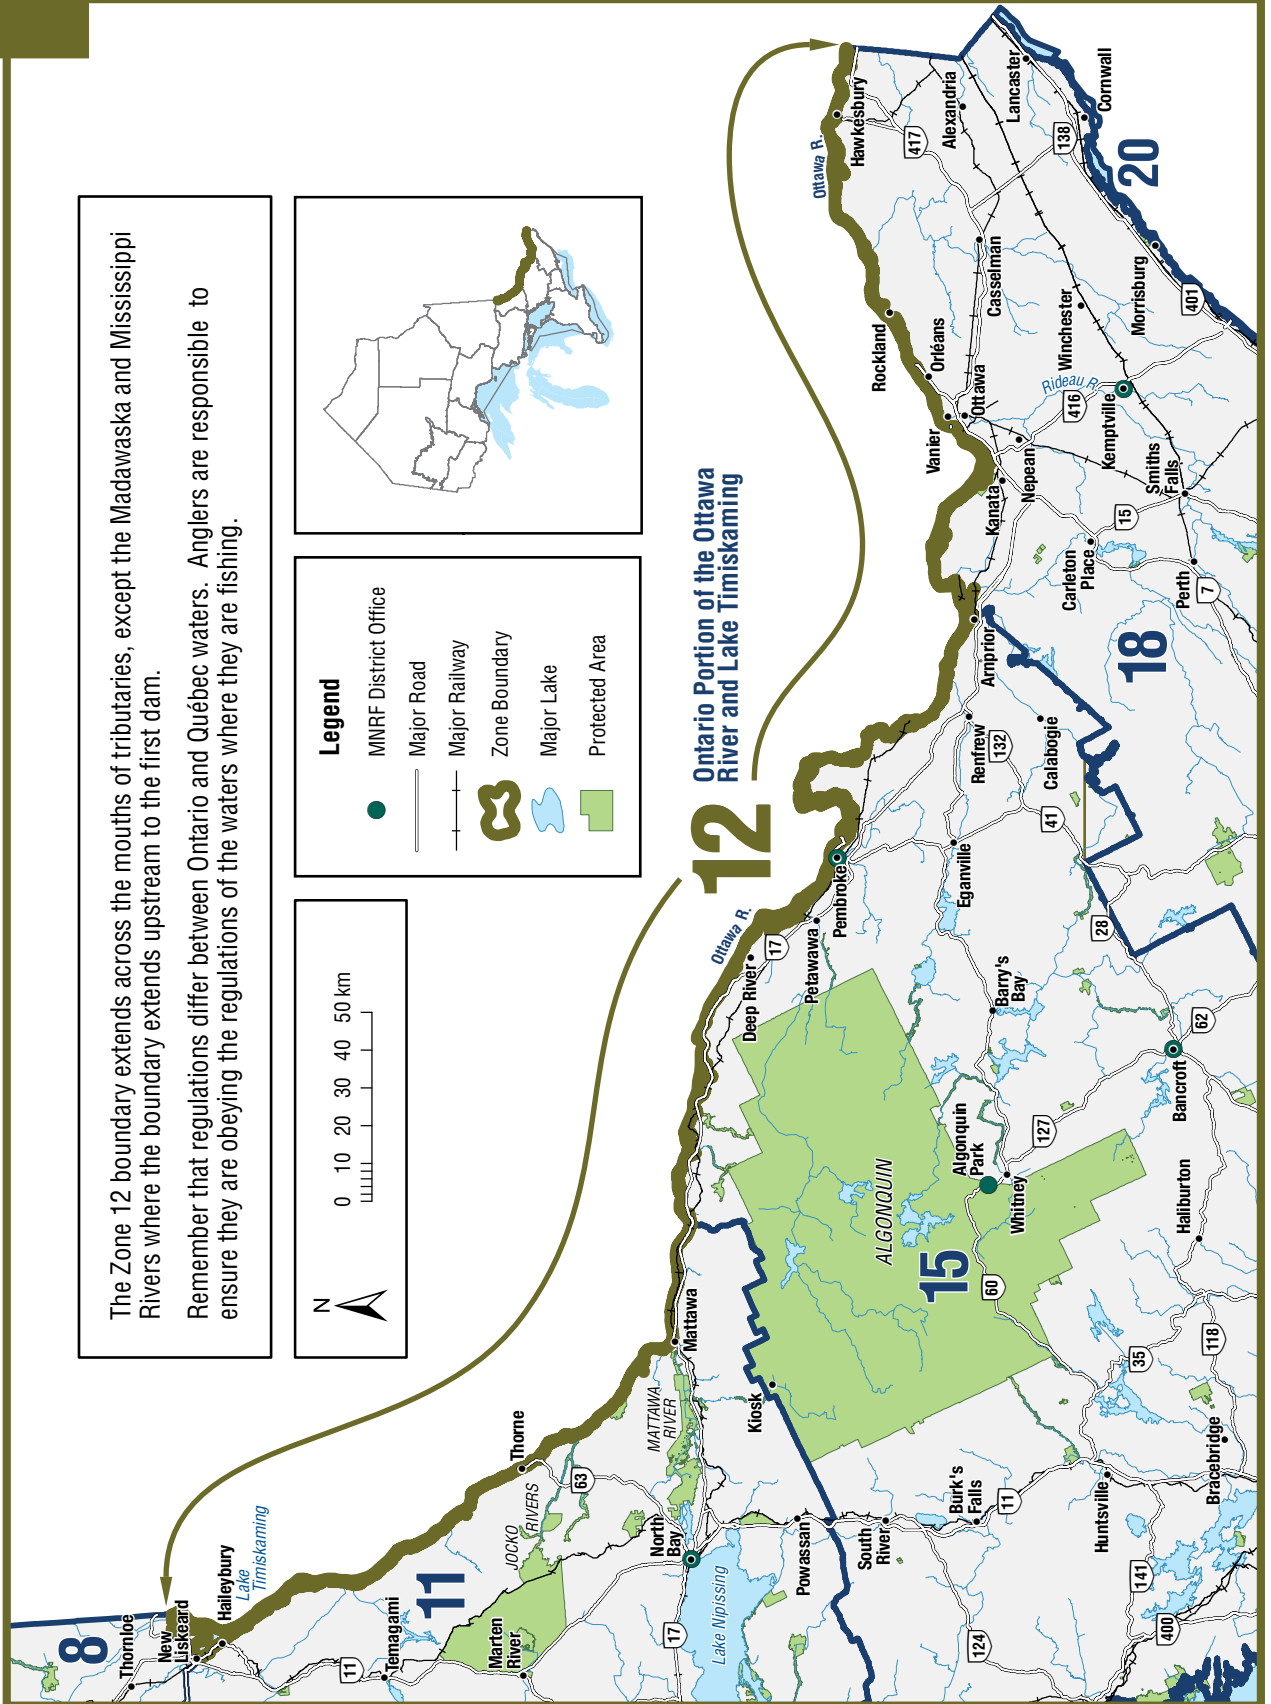 The Zone 12 boundary extends across the mouths of tributaries, except the Madawaska and Mississippi
Rivers where the boundary extends upstream to the first dam.
Remember that regulations differ between Ontario and Québec waters. Anglers are responsible to
ensure they are obeying the regulations of the waters where they are fishing.
N
0 10 20 30 40 50 km
Legend
MNRF District Office
Major Road
Major Railway
Zone Boundary
Major Lake
Protected Area
12
Ontario Portion of the Ottawa
River and Lake Timiskaming
8
Thornloe
New
Liskeard
Haileybury
Lake
Timiskaming
11
Temagami
11
Marten
River
JOCKO
RIVERS
Thorne
63
MATTAWA
RIVER
Mattawa
North
Bay
17
Lake Nipissing
Powassan
Kiosk
South
River
Burk's
Falls
11
124
Huntsville
141
400
Bracebridge
35
118
Haliburton
ALGONQUIN
15
60
Algonquin
Park
Whitney
127
Bancroft
62
28
Barry's
Bay
Ottawa R.
Deep River
17
Petawawa
Pembroke
Eganville
41
Renfrew
132
Calabogie
Arnprior
18
Carleton
Place
Perth
7
15
Smiths
Falls
Kanata
Nepean
Vanier
Ottawa
Orléans
416
Rideau R.
Kemptville
Winchester
Rockland
Casselman
Morrisburg
401
Ottawa R.
Hawkesbury
417
Alexandria
Lancaster
138
Cornwall
20